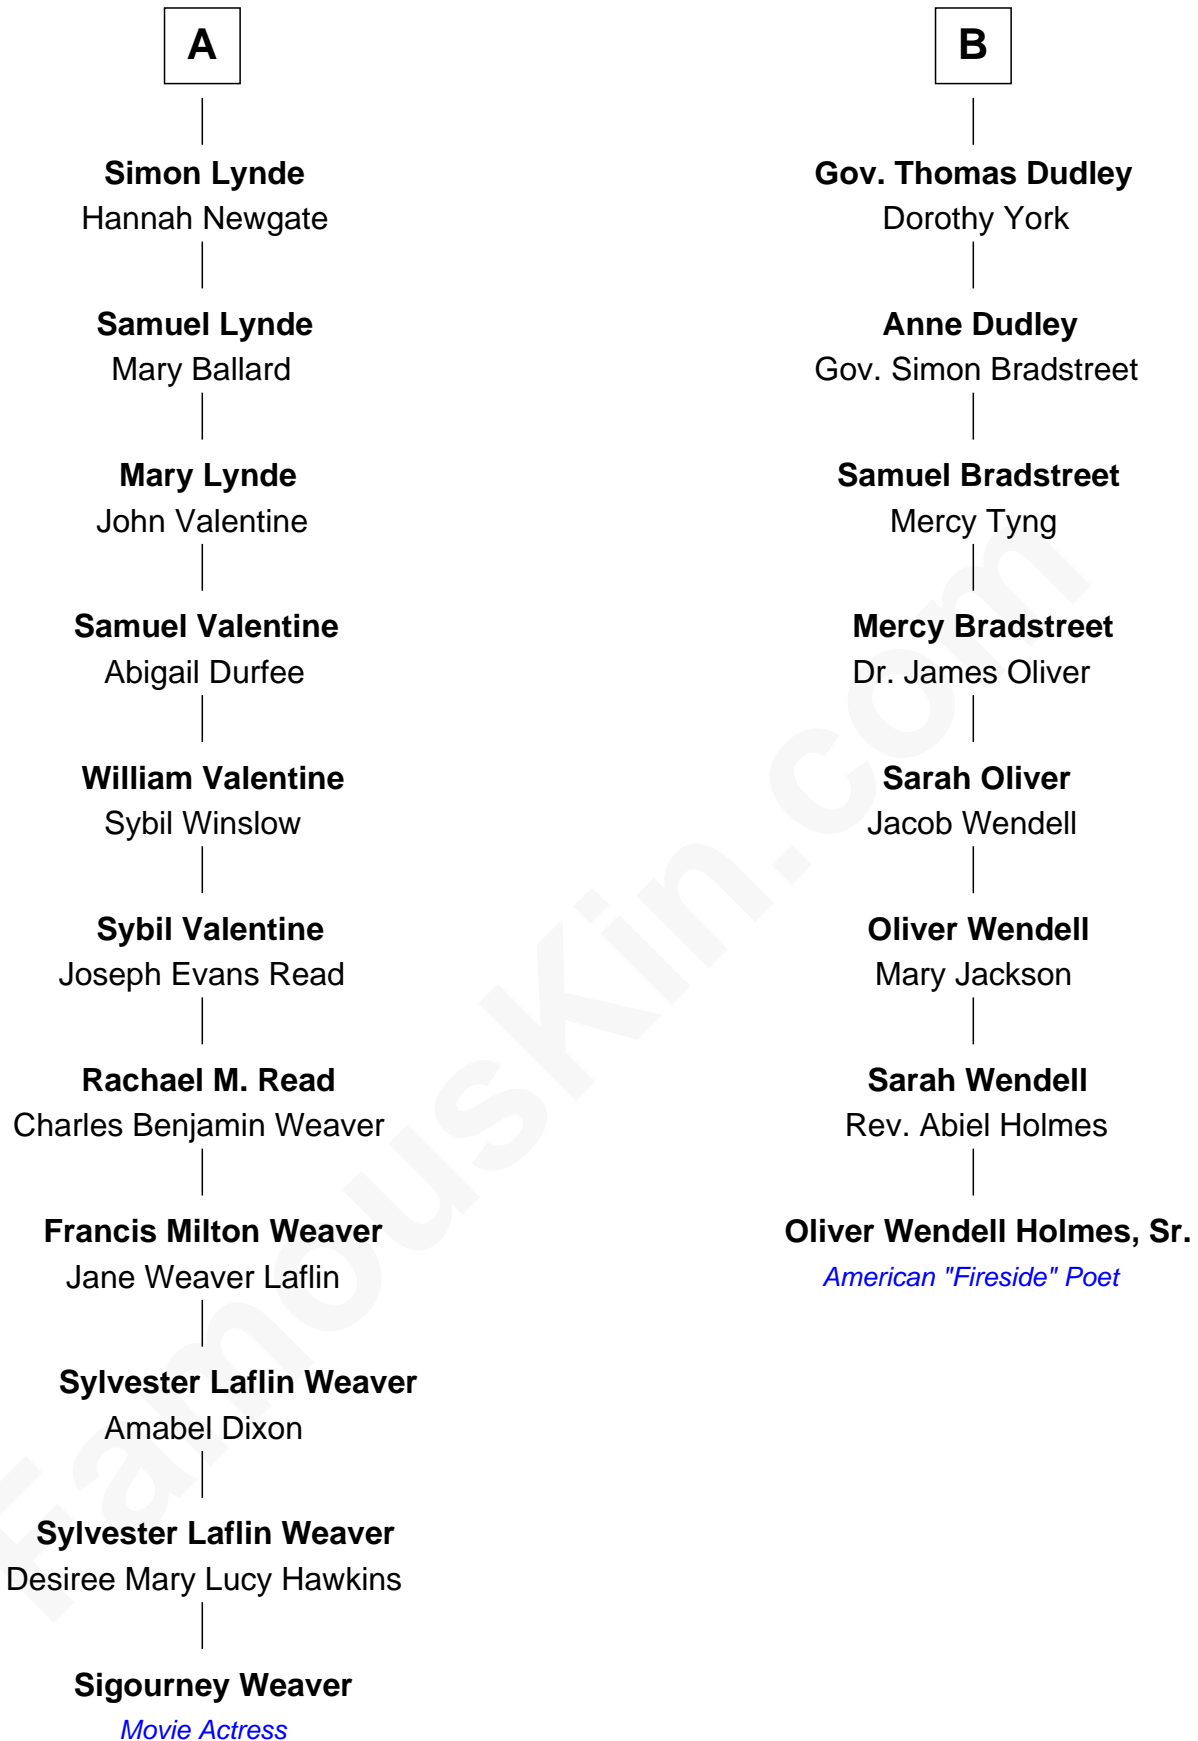 A
Simon Lynde
Hannah Newgate
Samuel Lynde
Mary Ballard
Mary Lynde
John Valentine
Samuel Valentine
Abigail Durfee
William Valentine
Sybil Winslow
Sybil Valentine
Joseph Evans Read
Rachael M. Read
Charles Benjamin Weaver
Francis Milton Weaver
Jane Weaver Laflin
Sylvester Laflin Weaver
Amabel Dixon
Sylvester Laflin Weaver
Desiree Mary Lucy Hawkins
Sigourney Weaver
Movie Actress
B
Gov. Thomas Dudley
Dorothy York
Anne Dudley
Gov. Simon Bradstreet
Samuel Bradstreet
Mercy Tyng
Mercy Bradstreet
Dr. James Oliver
Sarah Oliver
Jacob Wendell
Oliver Wendell
Mary Jackson
Sarah Wendell
Rev. Abiel Holmes
Oliver Wendell Holmes, Sr.
American "Fireside" Poet
FamousKin.com